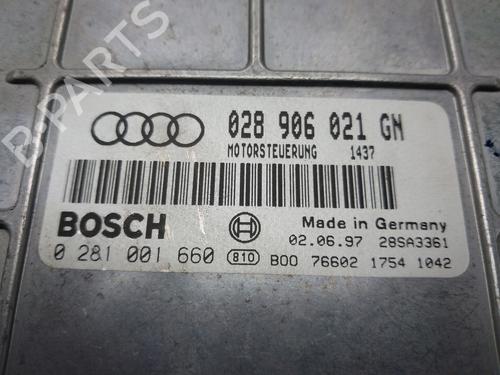 B-PARTS
028 906 021 GN
MOTORSTEUERUNG 1437
BOSCH
Made in Germany
02.06.97 28SA3361
0 281 001 660 810 B00 76602 1754 1042